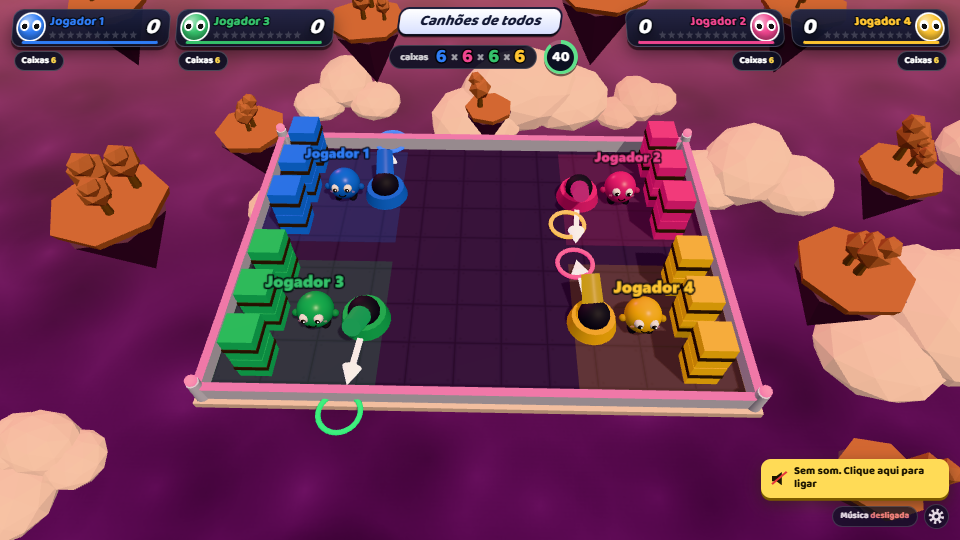 Jogador 1
0
Caixas 6
Jogador 3
0
Caixas 6
Canhões de todos
caixas 6 x 6 x 6 x 6
40
0
Jogador 2
Caixas 6
0
Jogador 4
Caixas 6
Jogador 1
Jogador 2
Jogador 3
Jogador 4
Sem som. Clique aqui para
ligar
Música desligada